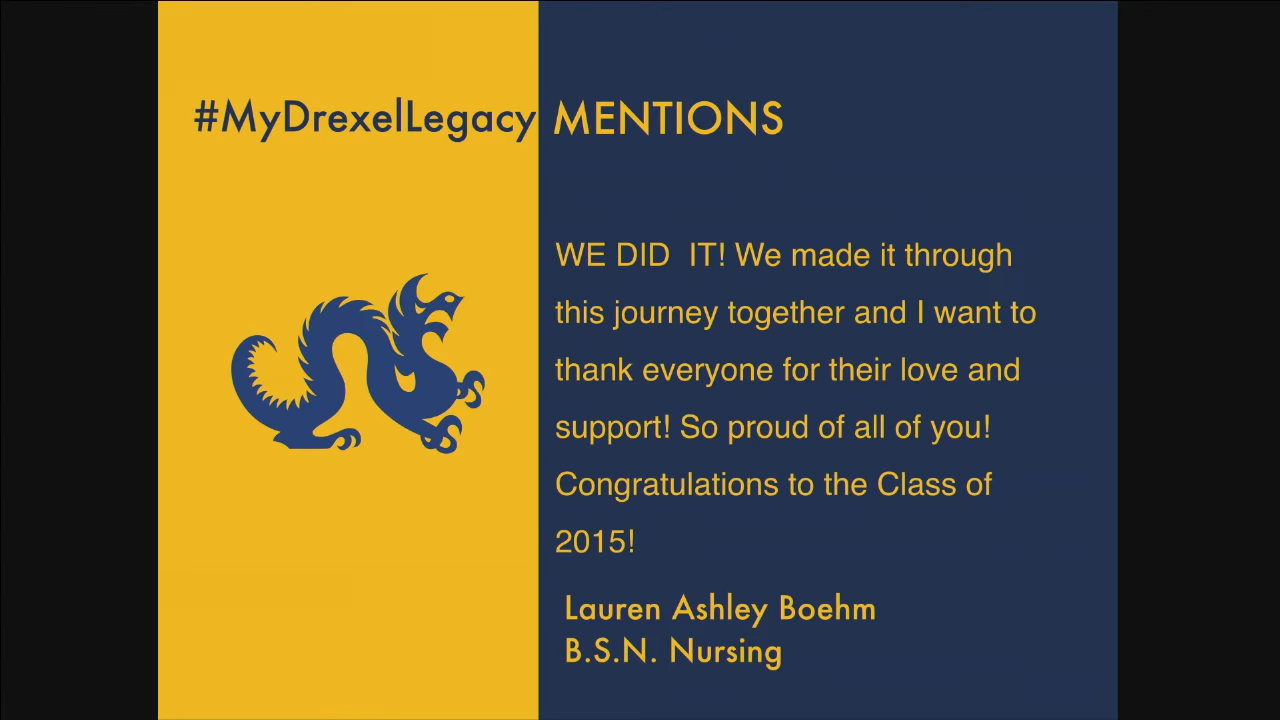 #MyDrexelLegacy MENTIONS
WE DID  IT! We made it through
this journey together and I want to
thank everyone for their love and
support! So proud of all of you!
Congratulations to the Class of
2015!
Lauren Ashley Boehm
B.S.N. Nursing